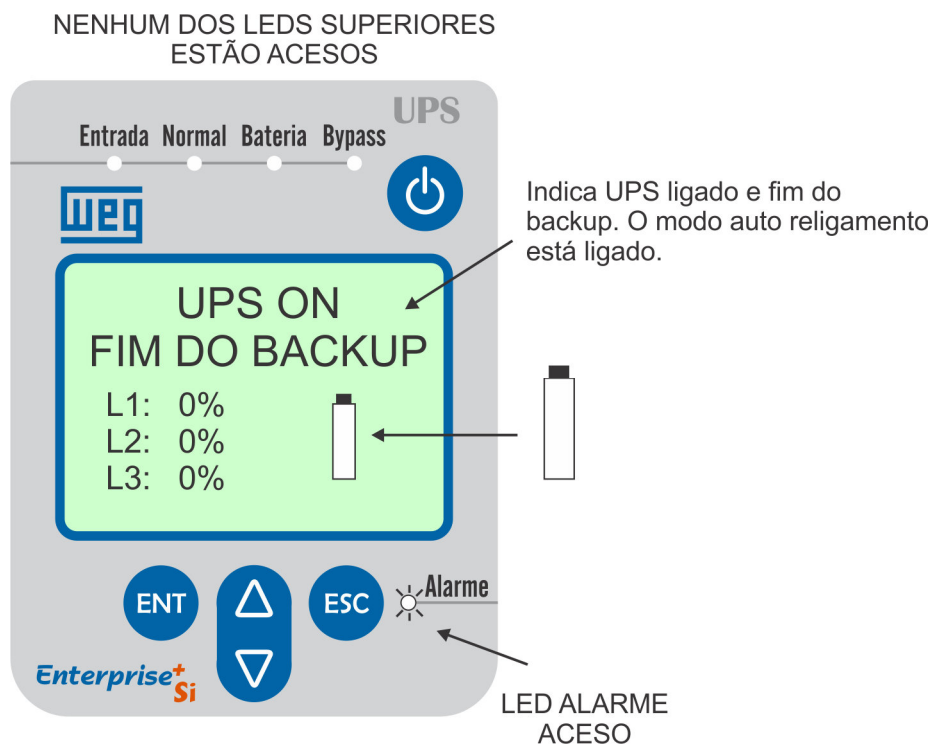 NENHUM DOS LEDS SUPERIORES
ESTÃO ACESOS
UPS
Entrada Normal Bateria Bypass
weg
Indica UPS ligado e fim do
backup. O modo auto religamento
está ligado.
UPS ON
FIM DO BACKUP
L1: 0%
L2: 0%
L3: 0%
ENT
ESC
Alarme
Enterprise+
Si
LED ALARME
ACESO